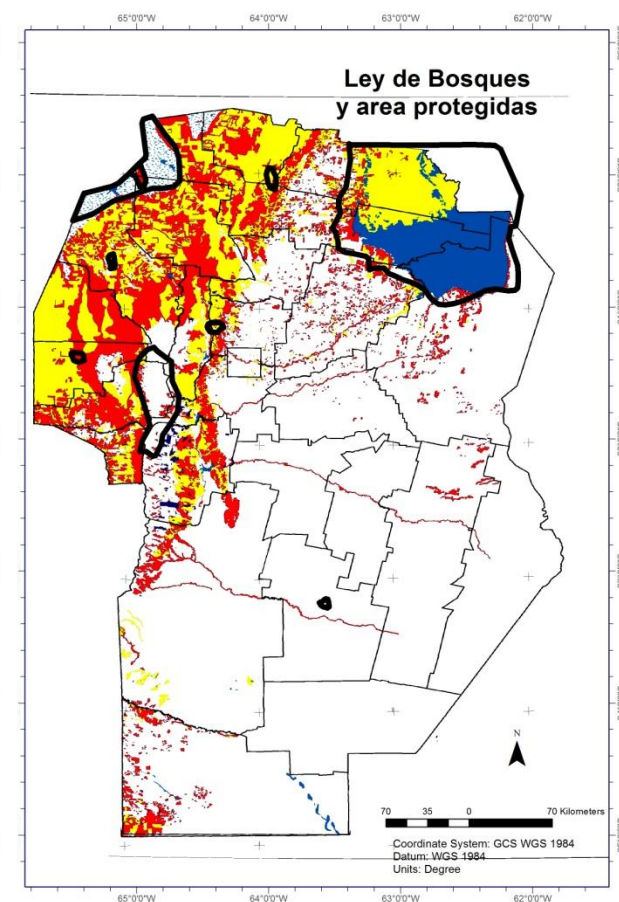 65°0'0"W 64°0'0"W 63°0'0"W 62°0'0"W
Ley de Bosques
y area protegidas
N
70 35 0 70 Kilometers
Coordinate System: GCS WGS 1984
Datum: WGS 1984
Units: Degree
65°0'0"W 64°0'0"W 63°0'0"W 62°0'0"W